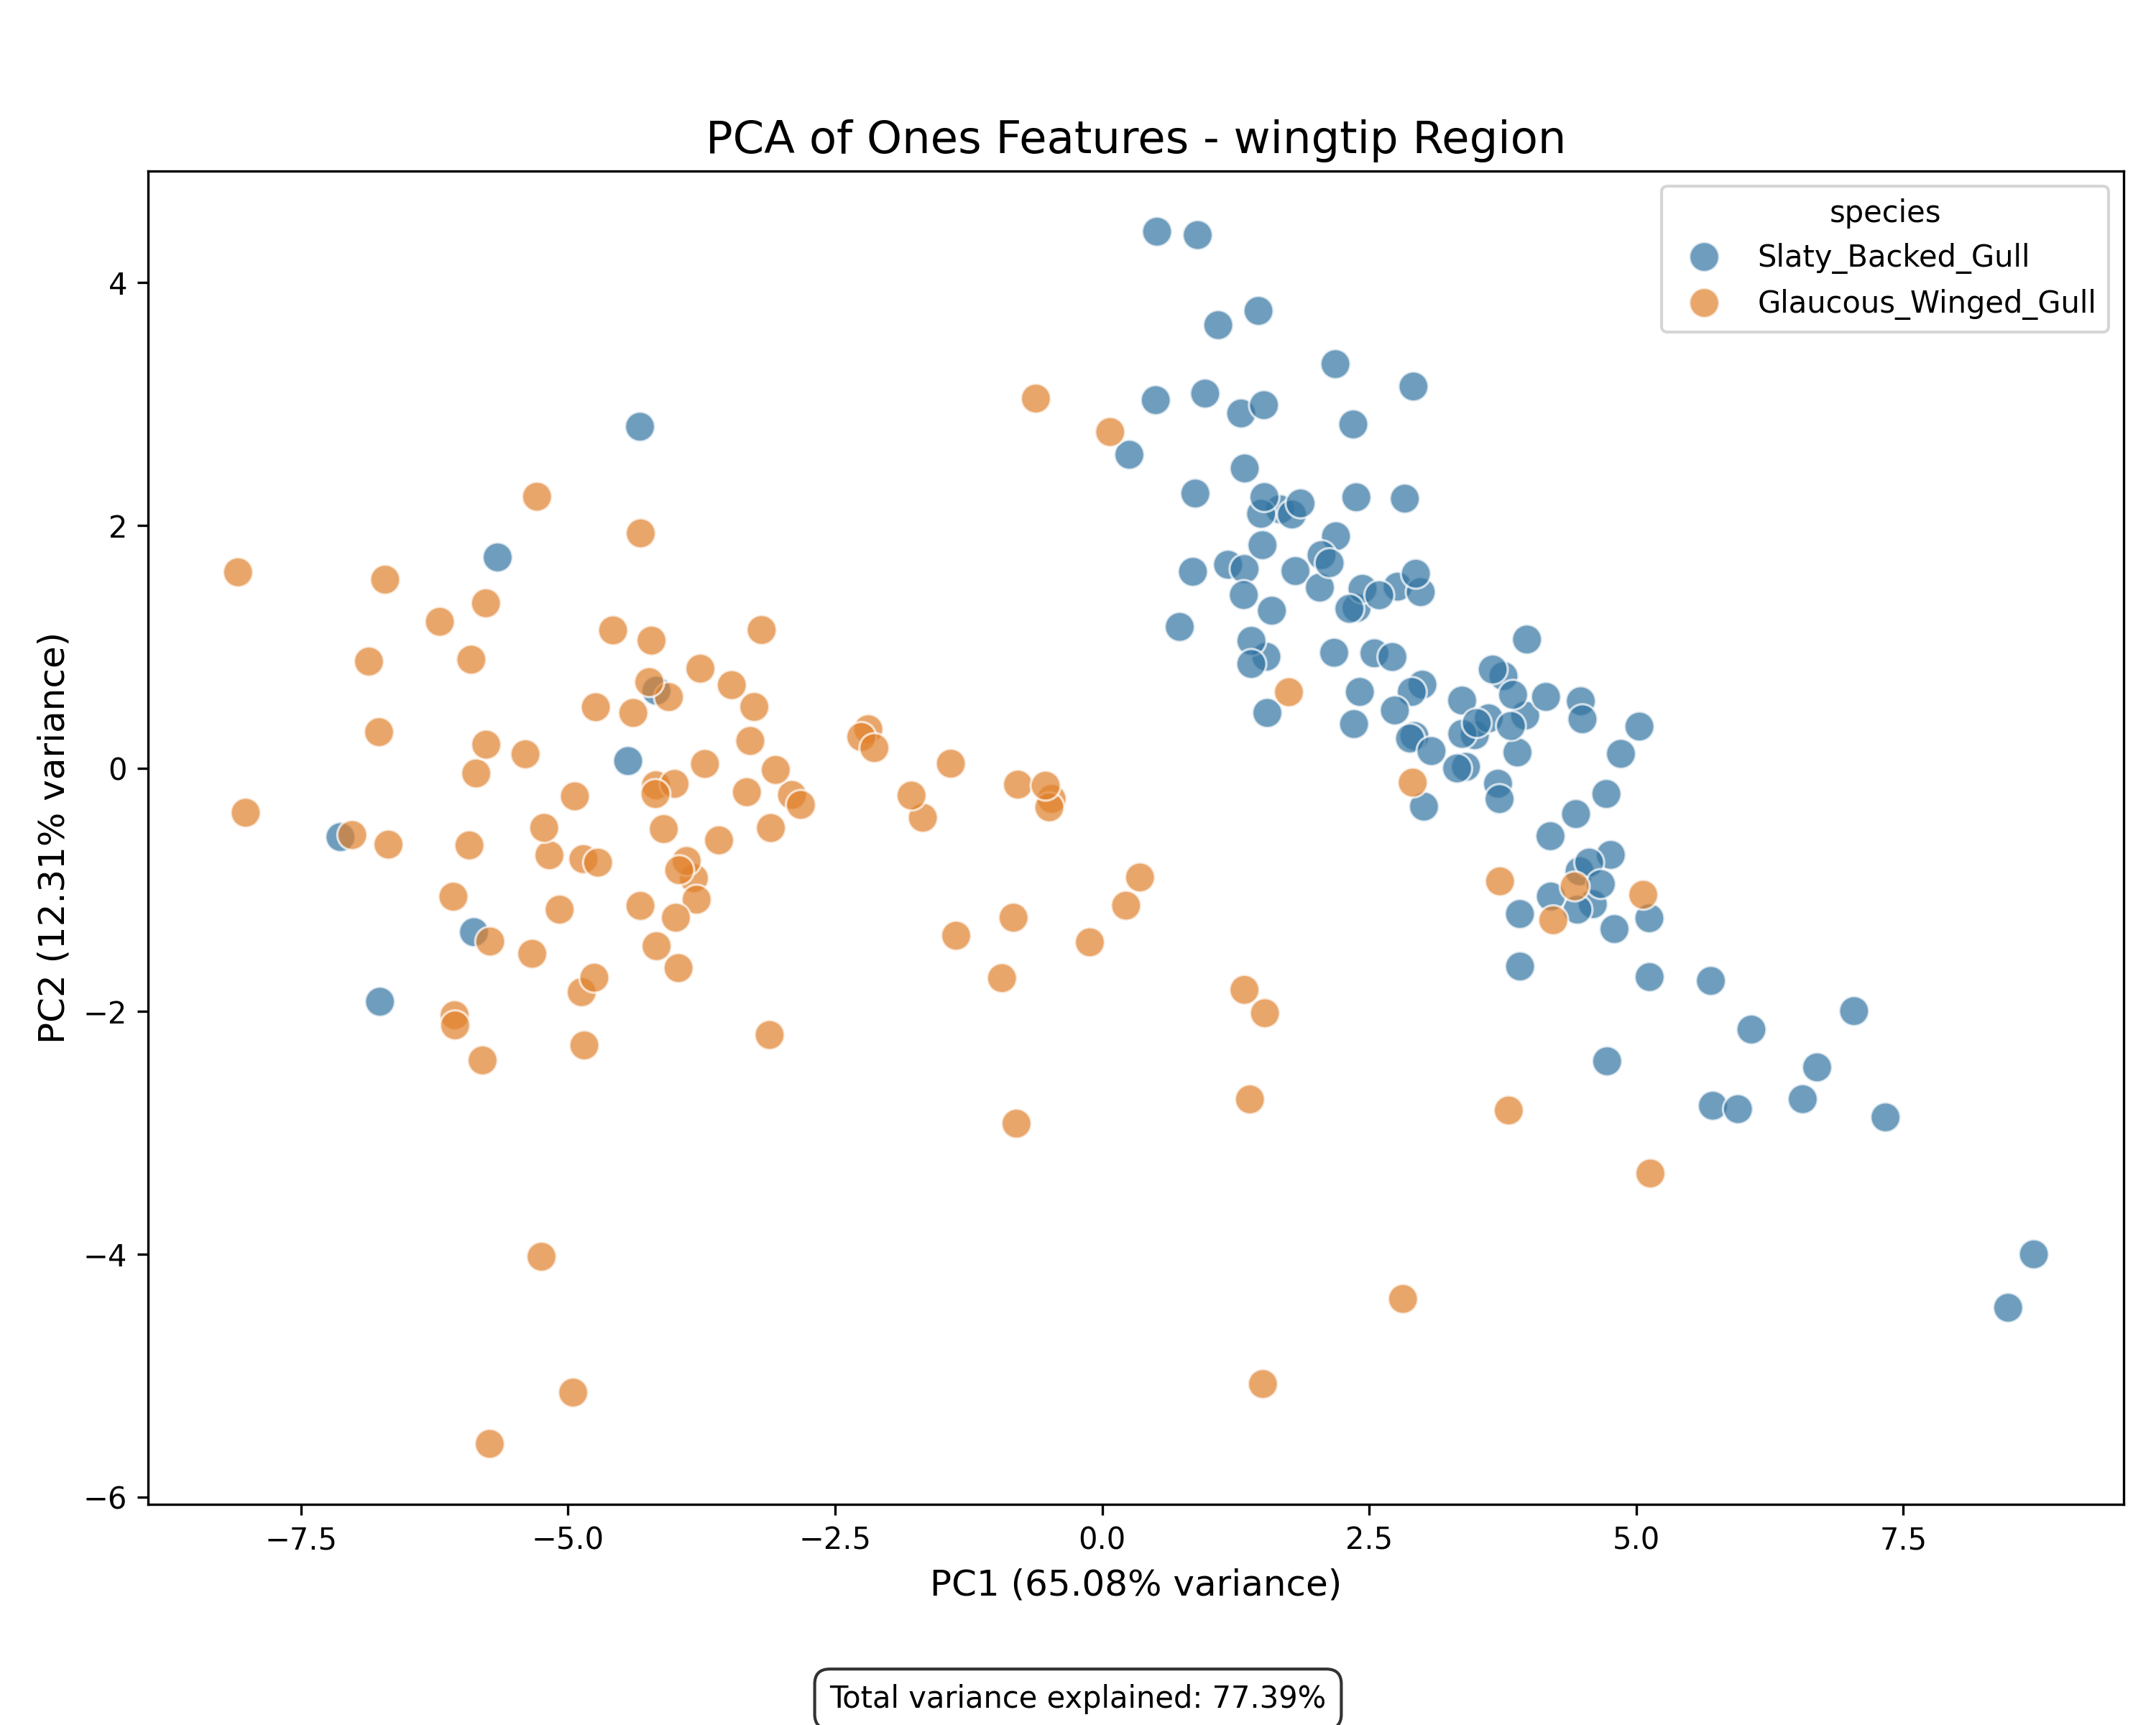 PCA of Ones Features - wingtip Region
species
Slaty_Backed_Gull
Glaucous_Winged_Gull
4
2
0
−2
−4
−6
PC2 (12.31% variance)
−7.5 −5.0 −2.5 0.0 2.5 5.0 7.5
PC1 (65.08% variance)
Total variance explained: 77.39%